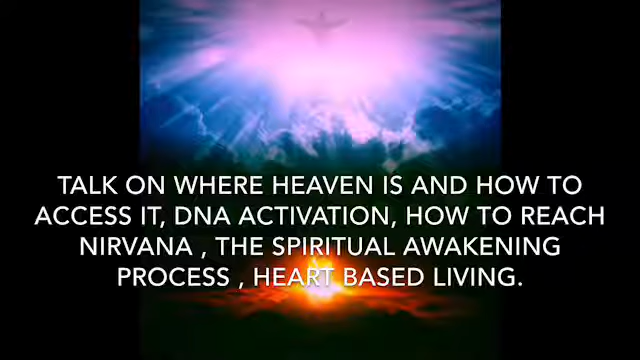 TALK ON WHERE HEAVEN IS AND HOW TO
ACCESS IT, DNA ACTIVATION, HOW TO REACH
NIRVANA , THE SPIRITUAL AWAKENING
PROCESS , HEART BASED LIVING.